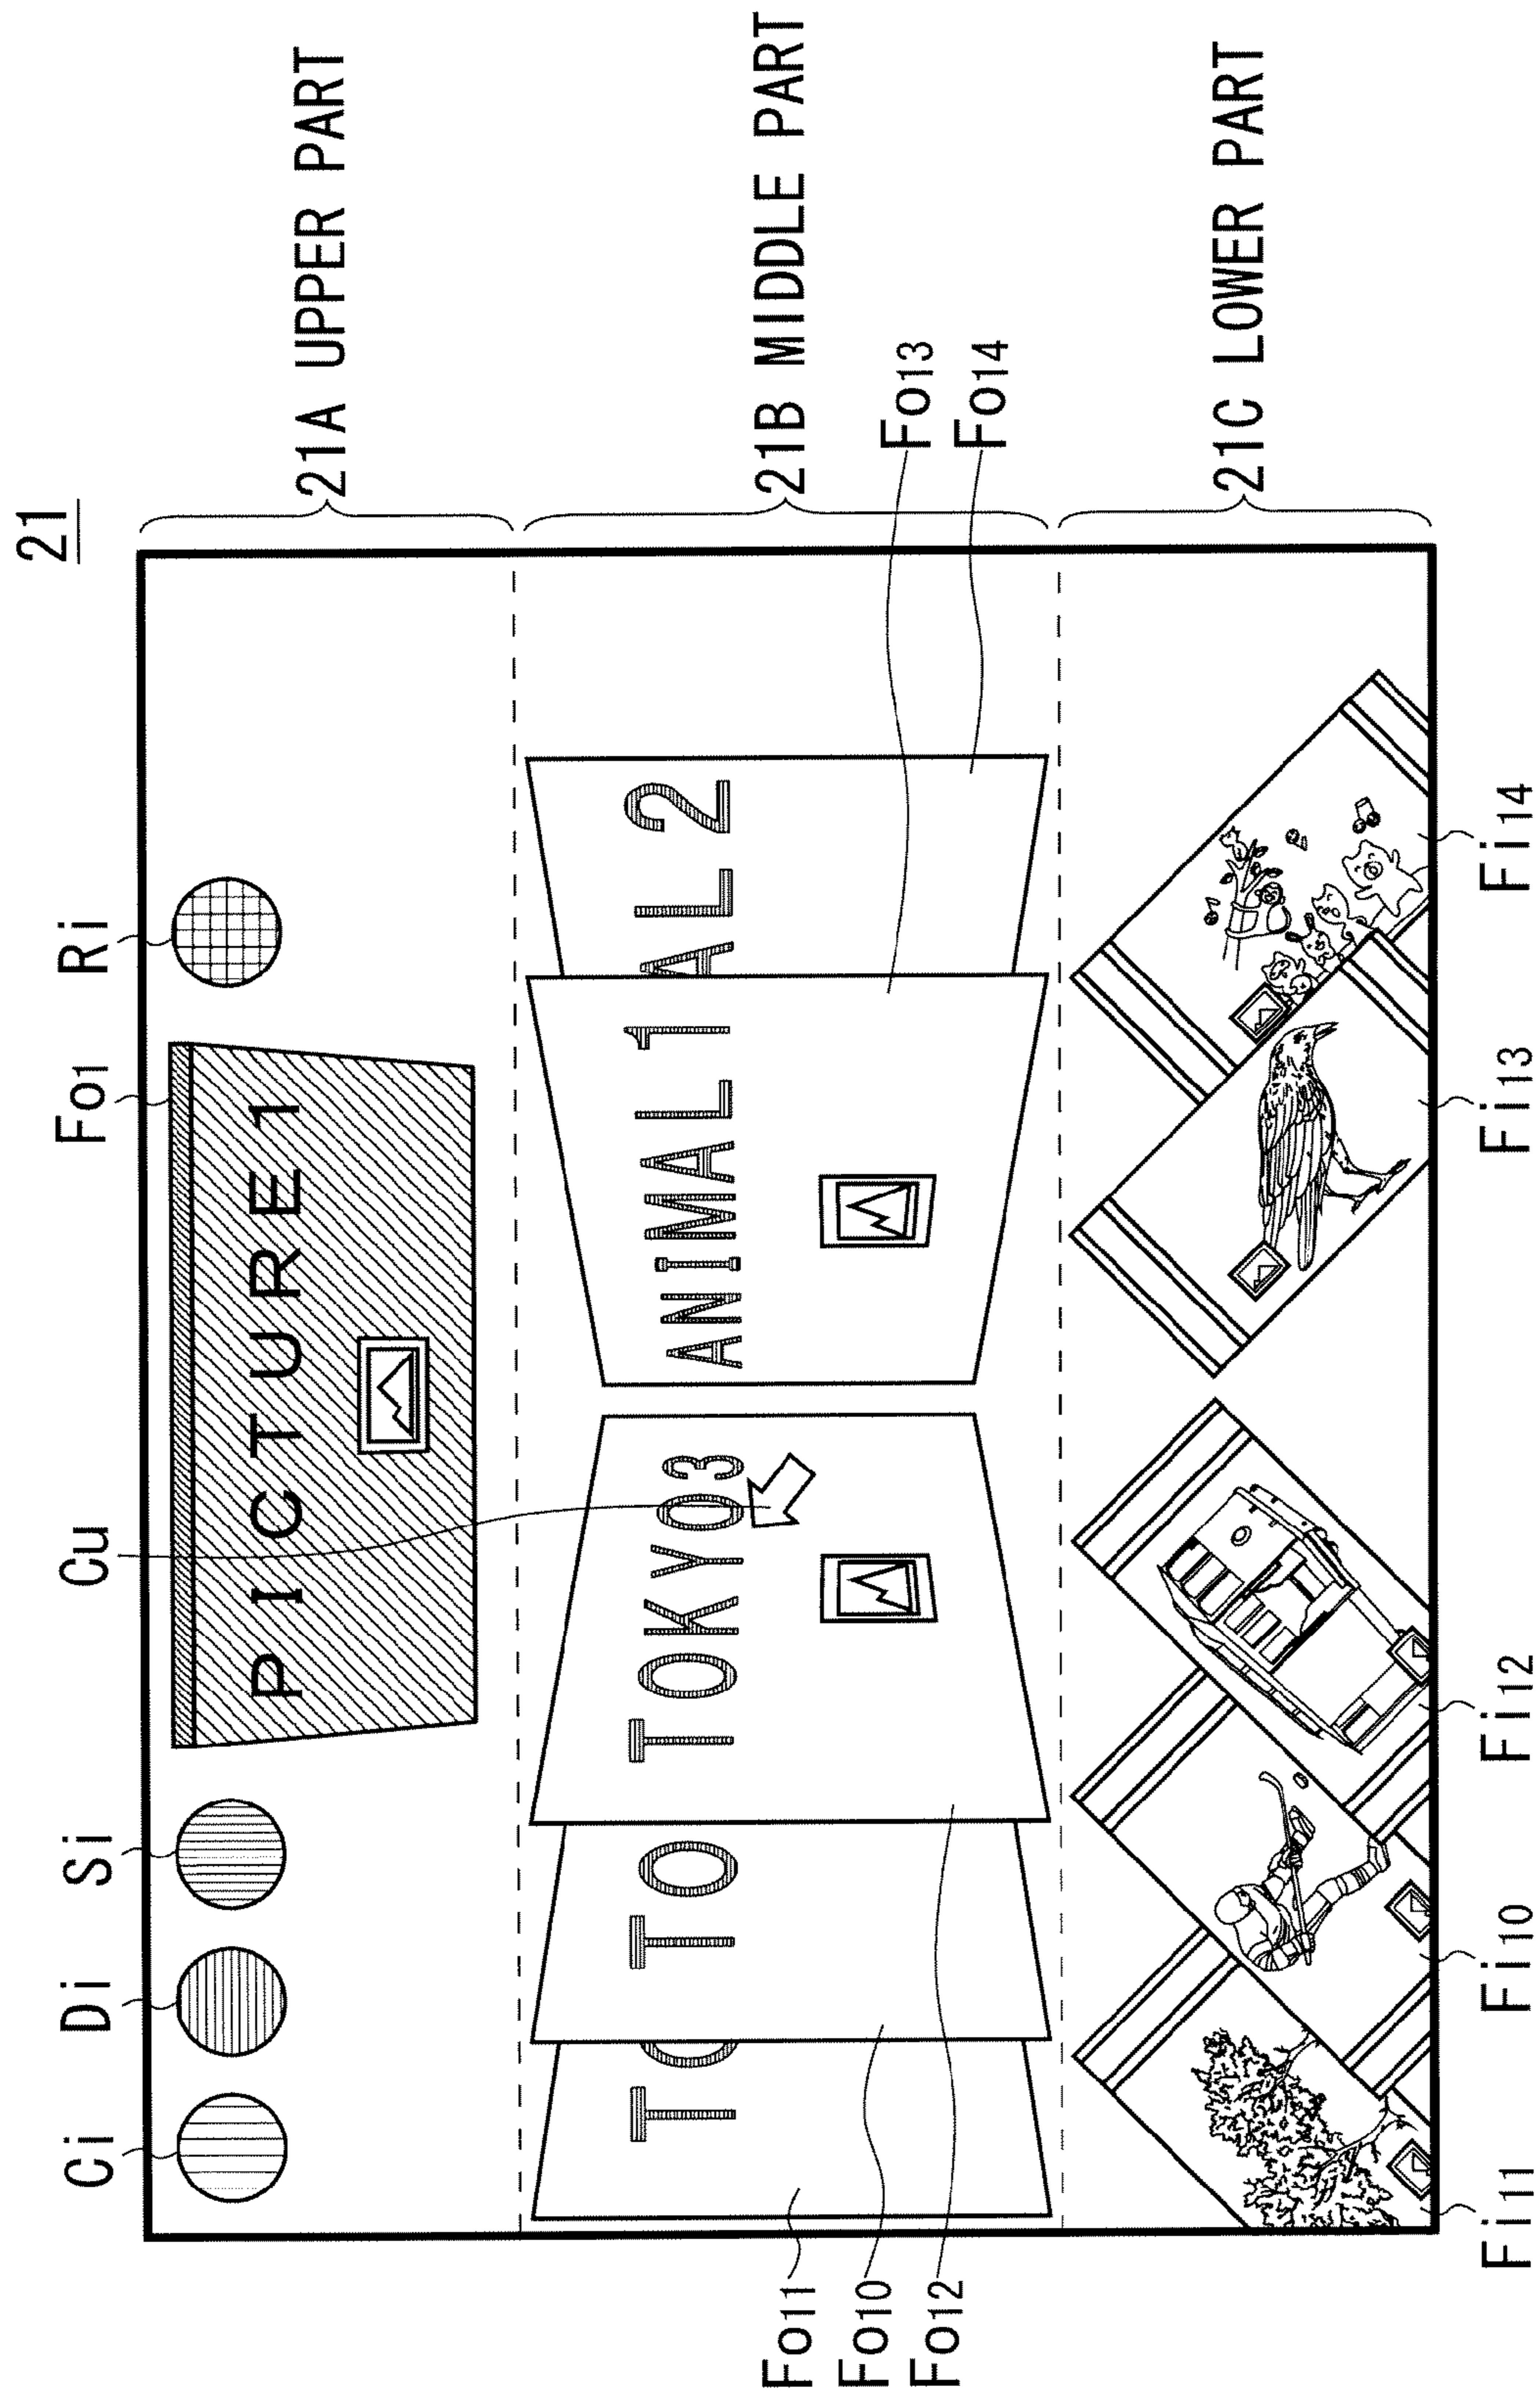 21
Ci Di Si Cu Fo1 Ri
PICTURE1
21A UPPER PART
TO
TO
TOKYO3
ANIMAL 1
AL 2
21B MIDDLE PART
Fo11
Fo10
Fo12
Fo13
Fo14
21C LOWER PART
Fi11 Fi10 Fi12 Fi13 Fi14